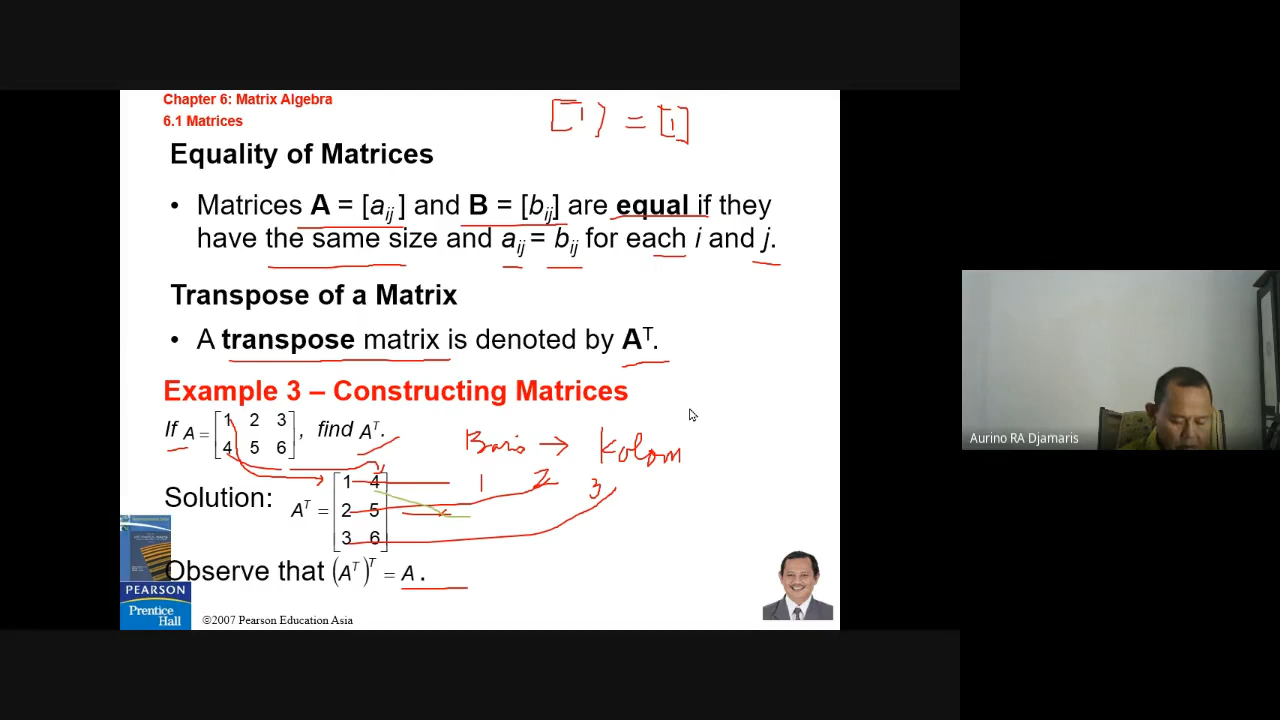 Chapter 6: Matrix Algebra
6.1 Matrices
[1] = [1]
Equality of Matrices
• Matrices A = [aij ] and B = [bij] are equal if they
have the same size and aij = bij for each i and j.
Transpose of a Matrix
• A transpose matrix is denoted by Aᵀ.
Example 3 – Constructing Matrices
If A = [1 2 3
4 5 6], find Aᵀ.
Baris → Kolom
1 2 3
Solution: Aᵀ = [1 4
2 5
3 6]
Observe that (Aᵀ)ᵀ = A .
PEARSON
Prentice
Hall
©2007 Pearson Education Asia
Aurino RA Djamaris